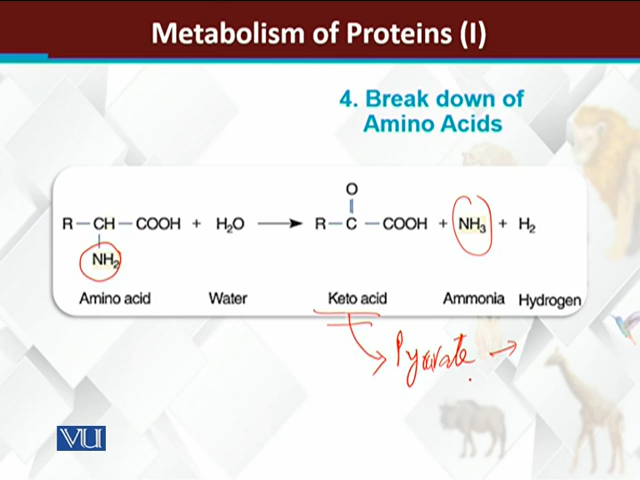 Metabolism of Proteins (I)
4. Break down of
Amino Acids
O
R–CH–COOH + H₂O ⟶ R–C–COOH + NH₃ + H₂
NH₂
Amino acid Water Keto acid Ammonia Hydrogen
Pyruvate →
VU